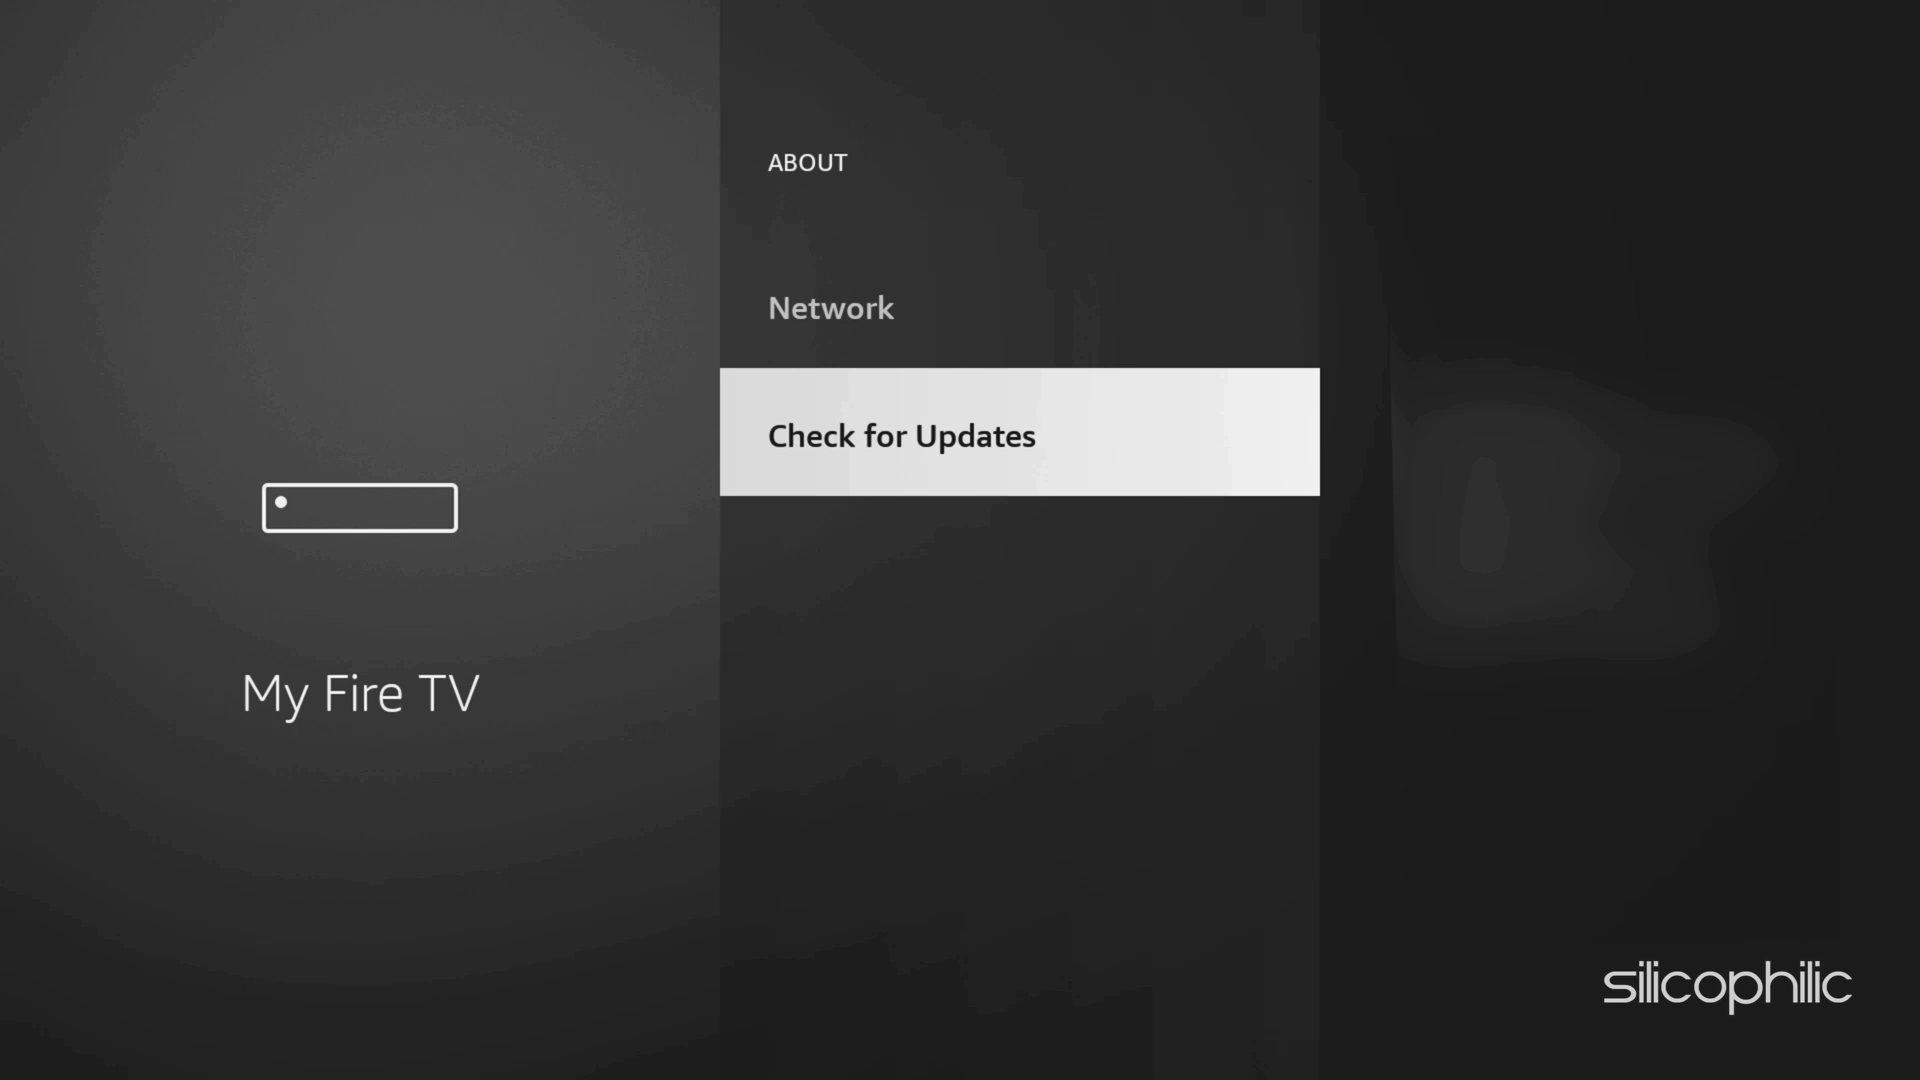 ABOUT
Network
Check for Updates
My Fire TV
silicophilic